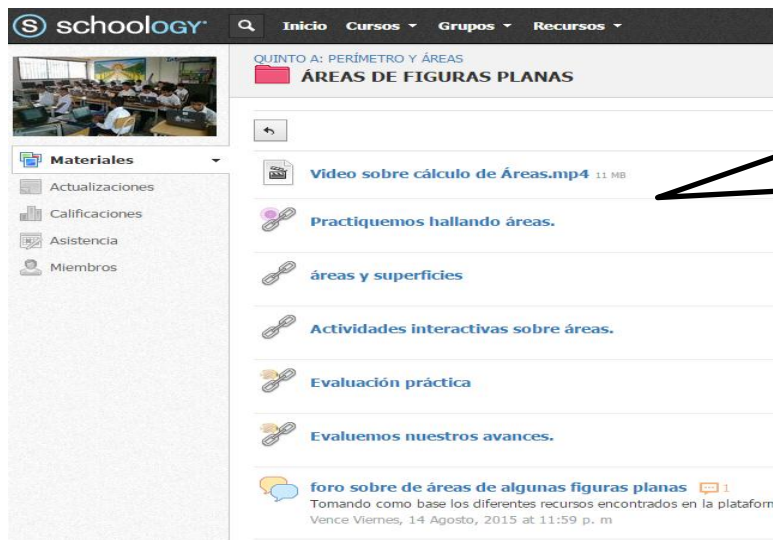 S schoology
Inicio Cursos Grupos Recursos
QUINTO A: PERÍMETRO Y ÁREAS
ÁREAS DE FIGURAS PLANAS
Materiales
Actualizaciones
Calificaciones
Asistencia
Miembros
Video sobre cálculo de Áreas.mp4 11 MB
Practiquemos hallando áreas.
áreas y superficies
Actividades interactivas sobre áreas.
Evaluación práctica
Evaluemos nuestros avances.
foro sobre de áreas de algunas figuras planas 1
Tomando como base los diferentes recursos encontrados en la plataforn
Vence Viernes, 14 Agosto, 2015 at 11:59 p. m